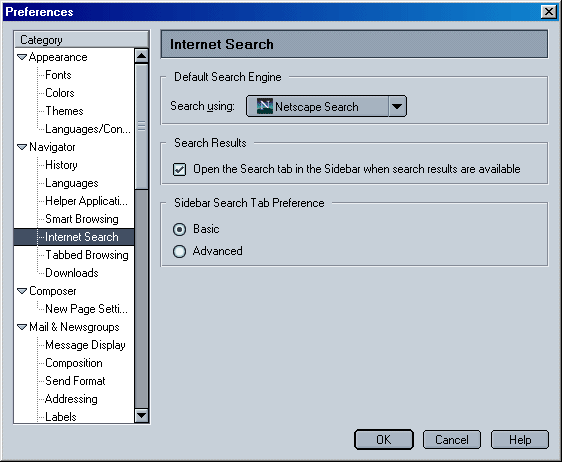 Preferences
Category
Appearance
Fonts
Colors
Themes
Languages/Con...
Navigator
History
Languages
Helper Applicati...
Smart Browsing
Internet Search
Tabbed Browsing
Downloads
Composer
New Page Setti...
Mail & Newsgroups
Message Display
Composition
Send Format
Addressing
Labels
Internet Search
Default Search Engine
Search using: Netscape Search
Search Results
Open the Search tab in the Sidebar when search results are available
Sidebar Search Tab Preference
Basic
Advanced
OK Cancel Help